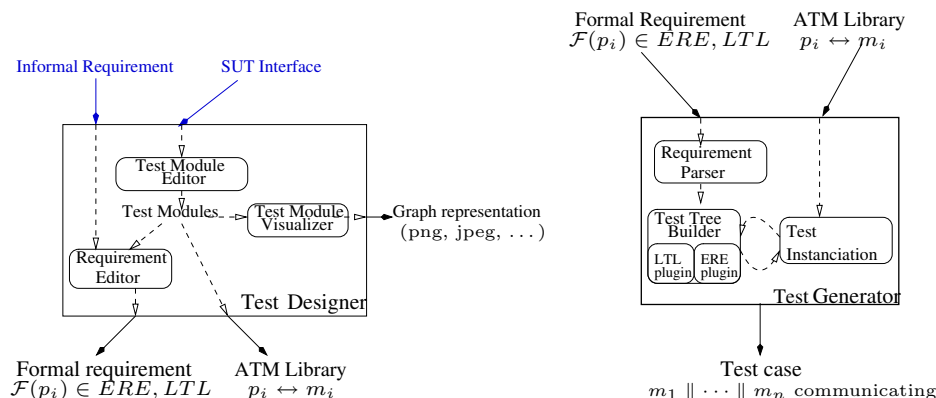 Informal Requirement
SUT Interface
Test Module
Editor
Test Modules
Test Module
Visualizer
Graph representation
(png, jpeg, . . . )
Requirement
Editor
Test Designer
Formal requirement
F(pᵢ) ∈ ERE, LTL
ATM Library
pᵢ ↔ mᵢ
Formal Requirement
F(pᵢ) ∈ ERE, LTL
ATM Library
pᵢ ↔ mᵢ
Requirement
Parser
Test Tree
Builder
LTL
plugin
ERE
plugin
Test
Instanciation
Test Generator
Test case
m₁ ∥ · · · ∥ mₙ communicating